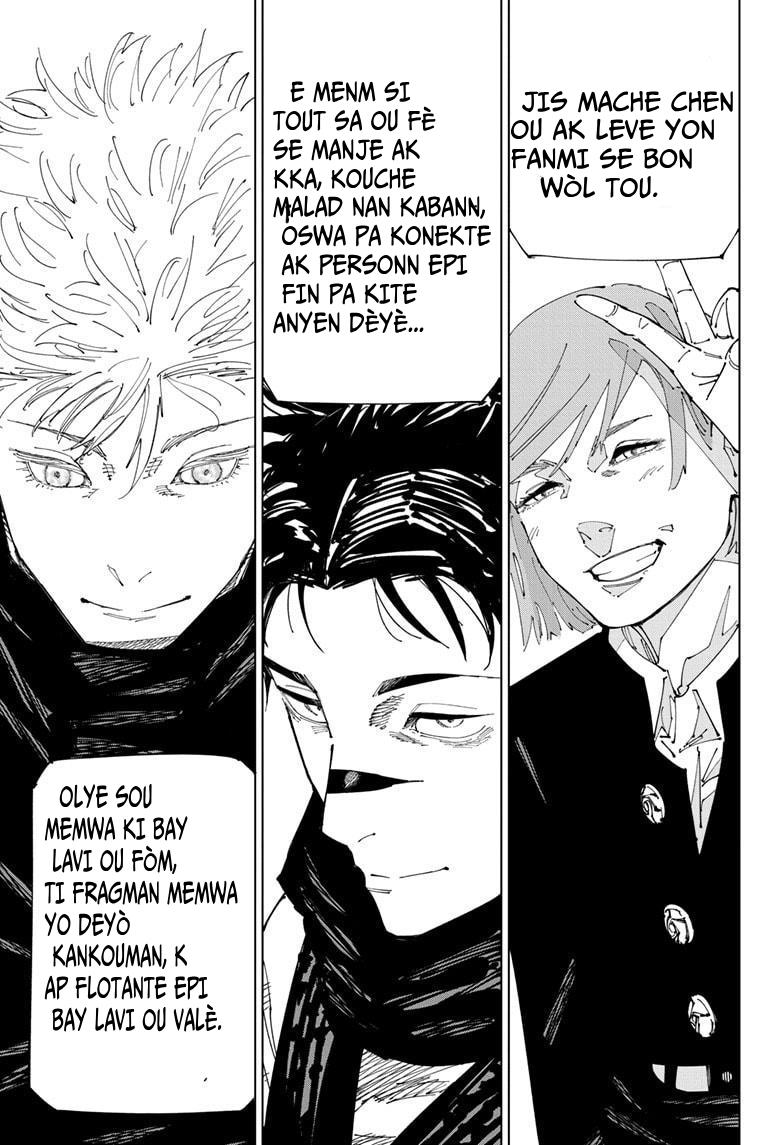 JIS MACHE CHEN
OU AK LEVE YON
FANMI SE BON
WÒL TOU.
E MENM SI
TOUT SA OU FÈ
SE MANJE AK
KKA, KOUCHE
MALAD NAN KABANN,
OSWA PA KONEKTE
AK PERSONN EPI
FIN PA KITE
ANYEN DÈYÈ...
OLYE SOU
MEMWA KI BAY
LAVI OU FÒM,
TI FRAGMAN MEMWA
YO DEYÒ
KANKOUMAN, K
AP FLOTANTE EPI
BAY LAVI OU VALÈ.